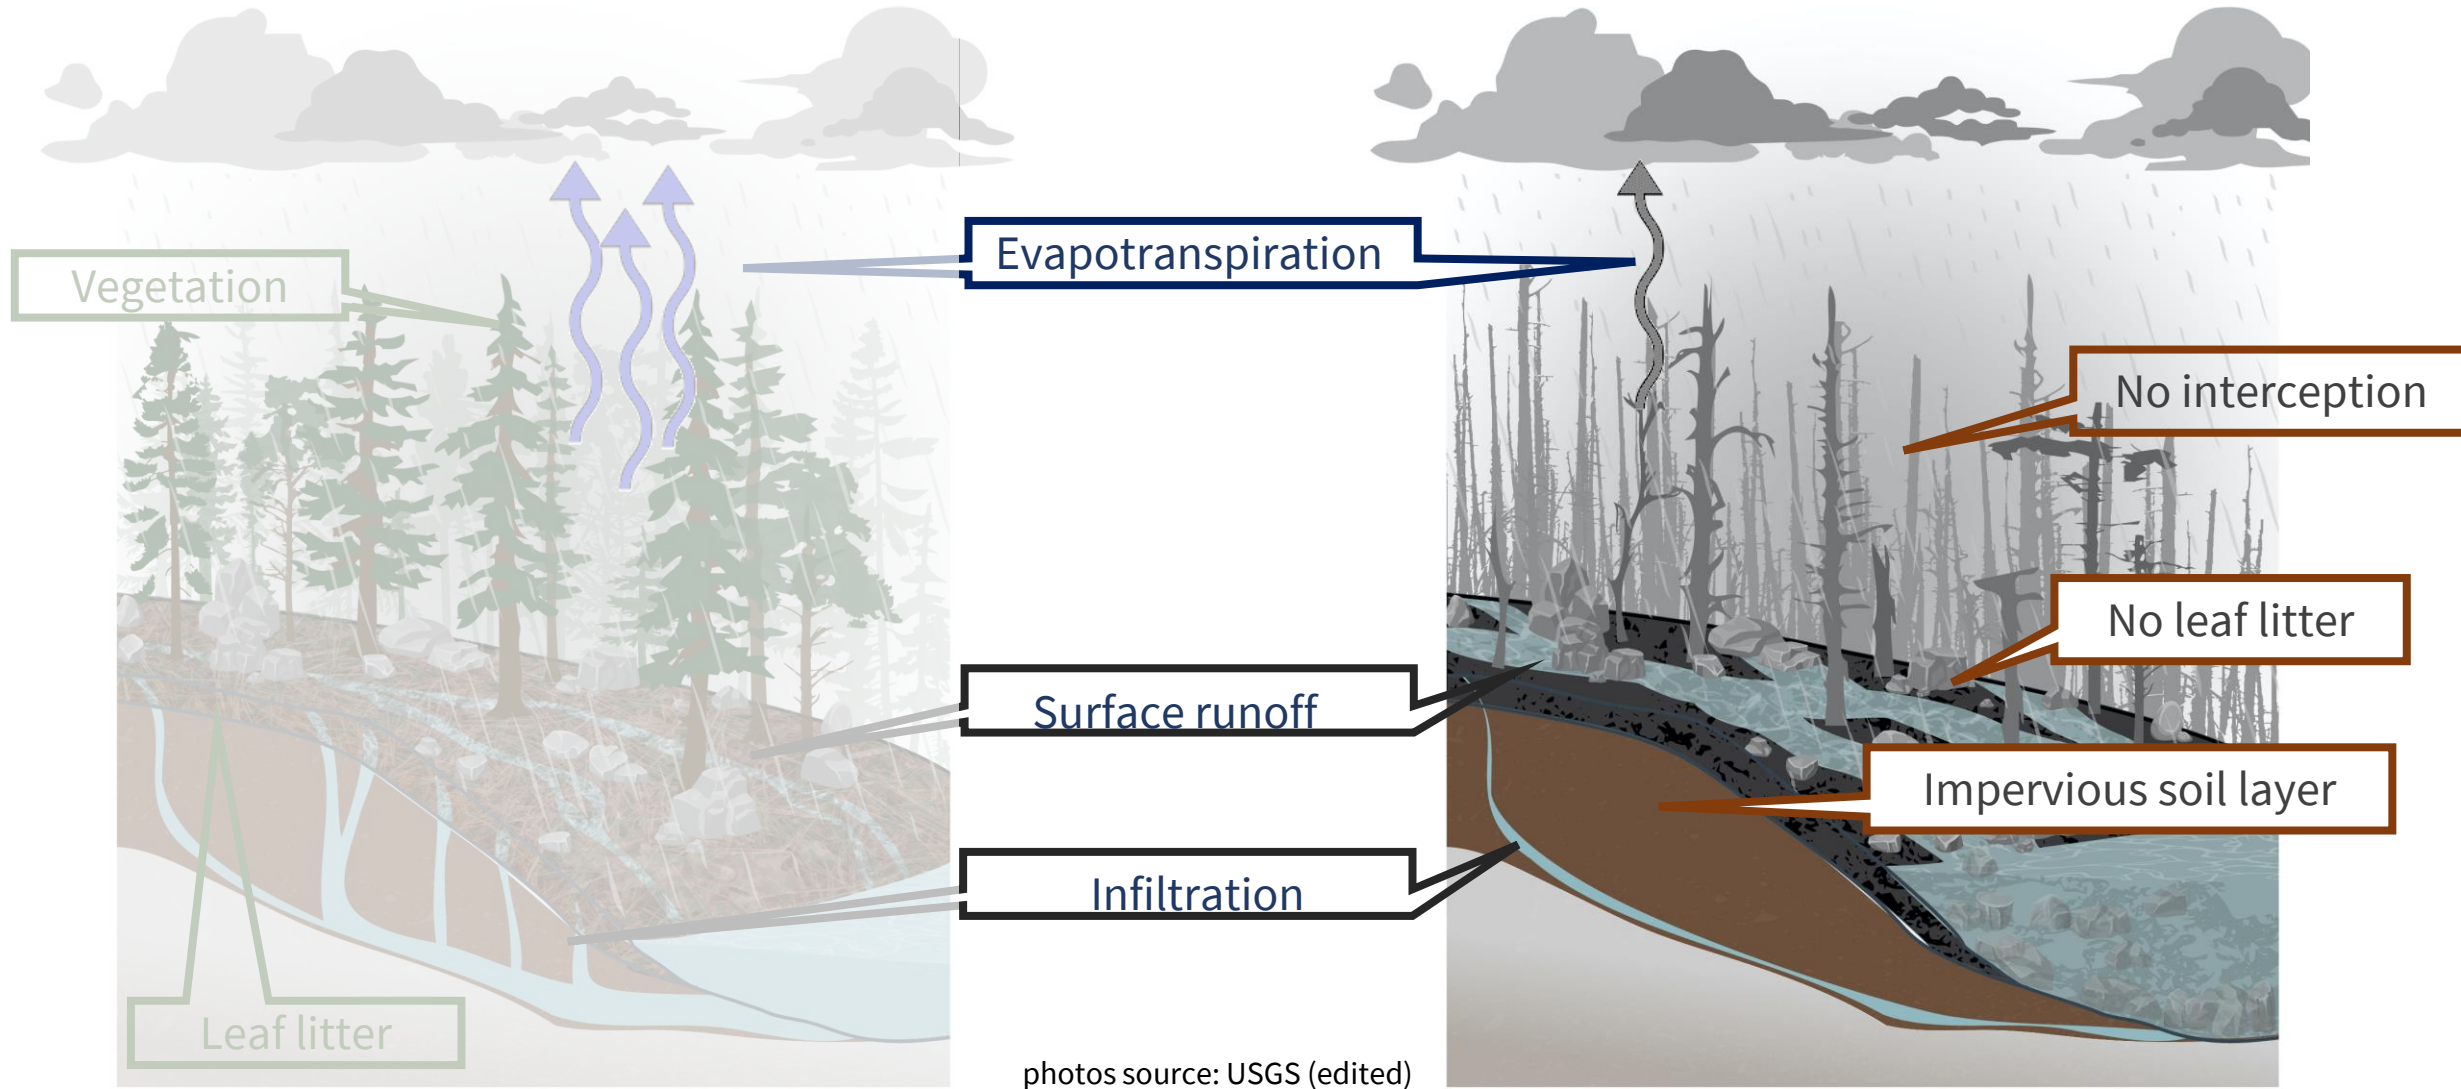 Evapotranspiration
Vegetation
No interception
No leaf litter
Surface runoff
Impervious soil layer
Infiltration
Leaf litter
photos source: USGS (edited)